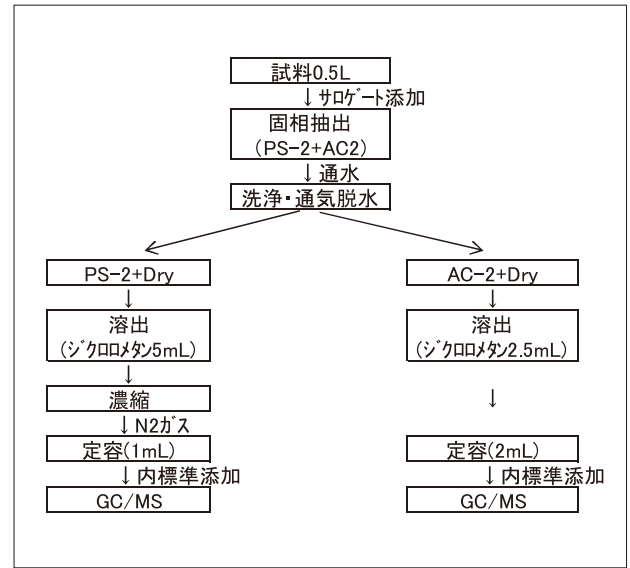 試料0.5L
↓サロゲート添加
固相抽出
(PS-2+AC2)
↓通水
洗浄・通気脱水
PS-2+Dry
↓
溶出
(ジクロロメタン5mL)
↓
濃縮
↓N2ガス
定容(1mL)
↓内標準添加
GC/MS
AC-2+Dry
↓
溶出
(ジクロロメタン2.5mL)
↓
定容(2mL)
↓内標準添加
GC/MS